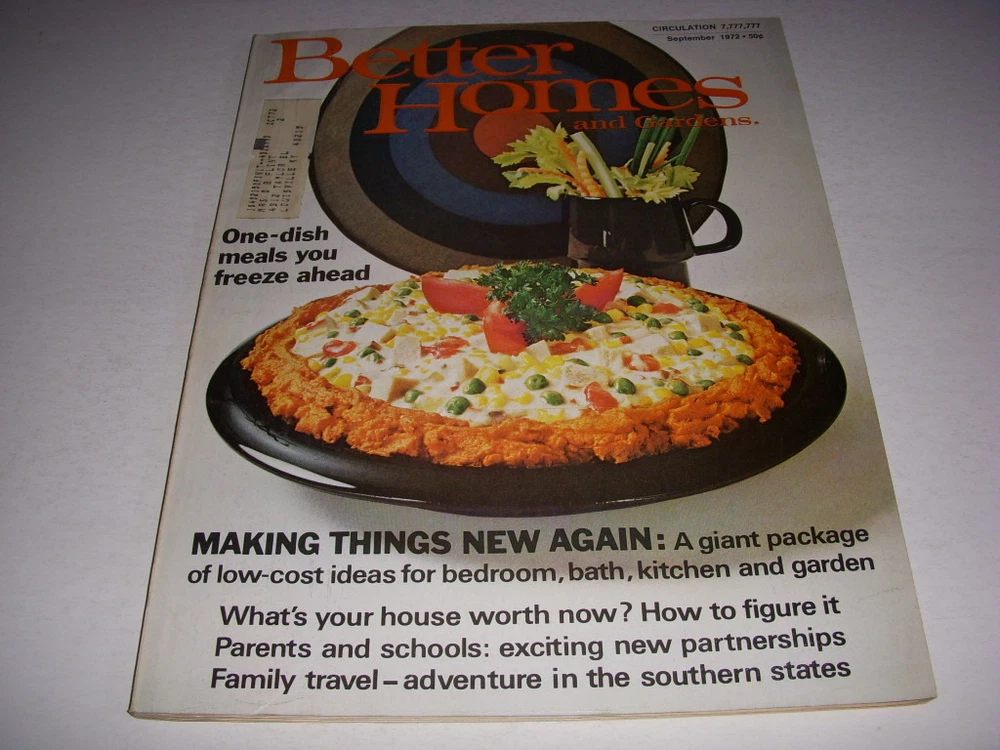 CIRCULATION 7,777,777
September 1972 • 50¢
Better
Homes
and Gardens.
One-dish
meals you
freeze ahead
MAKING THINGS NEW AGAIN: A giant package
of low-cost ideas for bedroom, bath, kitchen and garden
What's your house worth now? How to figure it
Parents and schools: exciting new partnerships
Family travel – adventure in the southern states